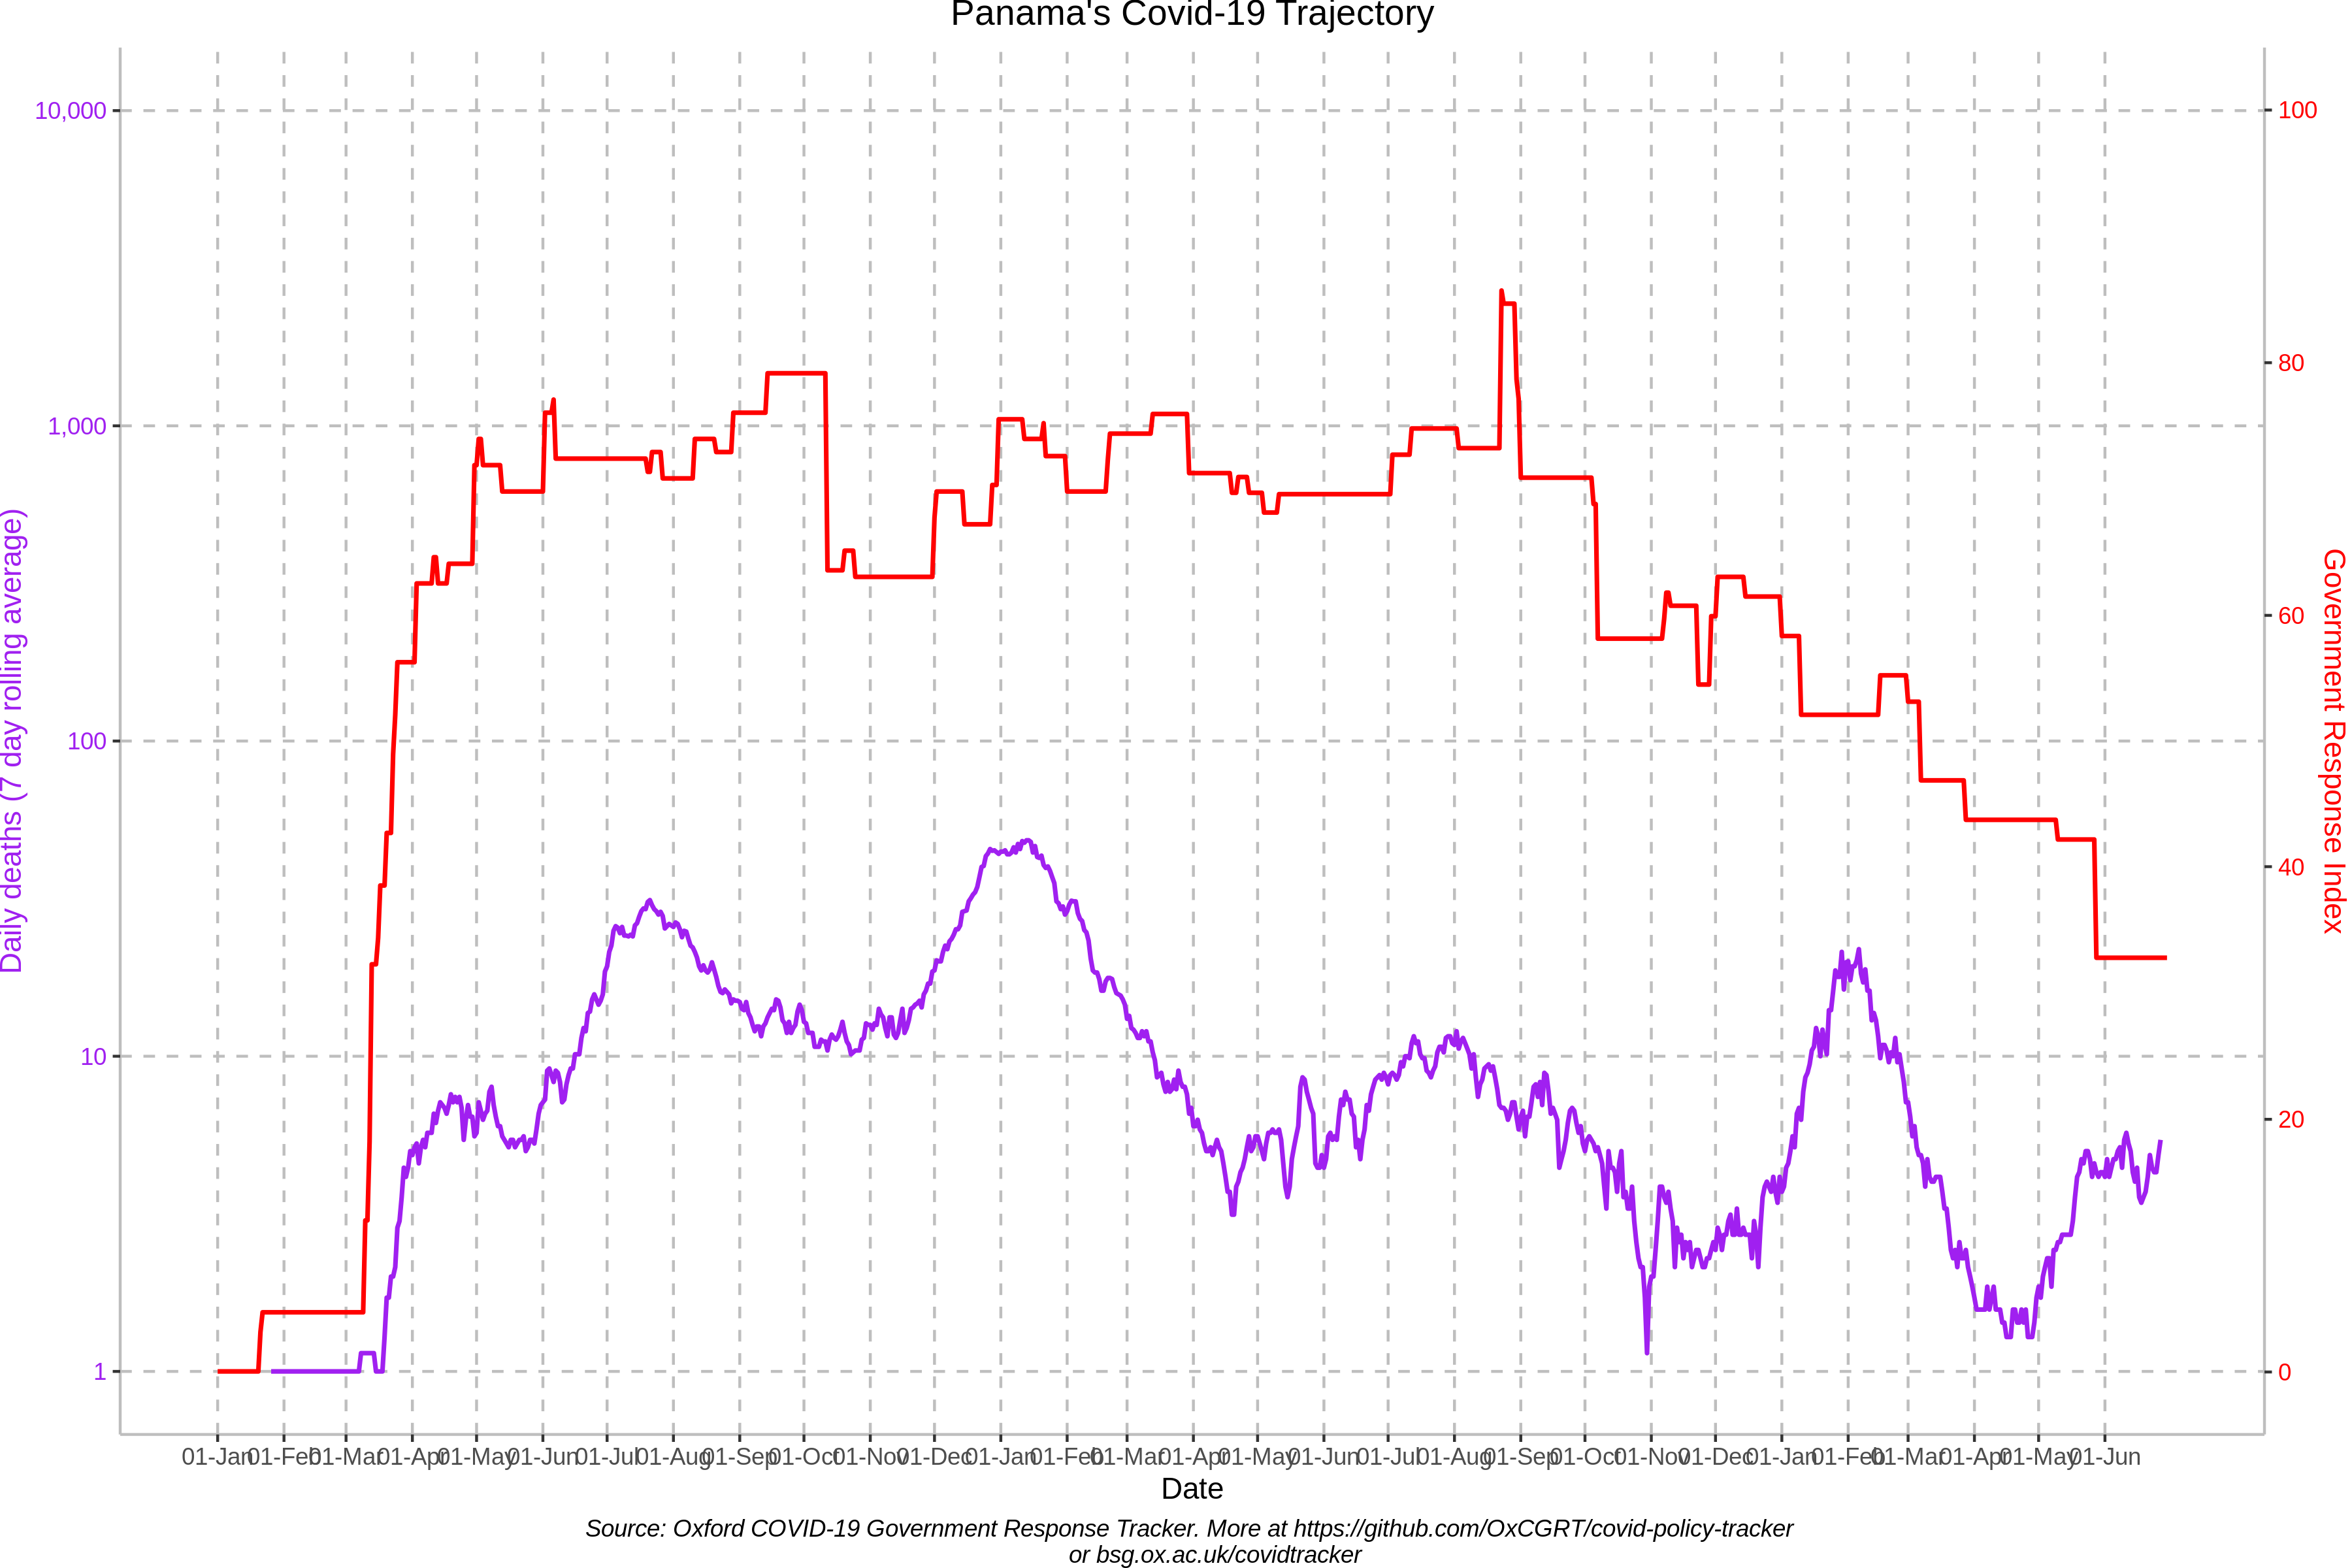 Panama's Covid-19 Trajectory
10,000
1,000
100
10
1
Daily deaths (7 day rolling average)
100
80
60
40
20
0
Government Response Index
01-Jan 01-Feb 01-Mar 01-Apr 01-May 01-Jun 01-Jul 01-Aug 01-Sep 01-Oct 01-Nov 01-Dec 01-Jan 01-Feb 01-Mar 01-Apr 01-May 01-Jun 01-Jul 01-Aug 01-Sep 01-Oct 01-Nov 01-Dec 01-Jan 01-Feb 01-Mar 01-Apr 01-May 01-Jun
Date
Source: Oxford COVID-19 Government Response Tracker. More at https://github.com/OxCGRT/covid-policy-tracker
or bsg.ox.ac.uk/covidtracker